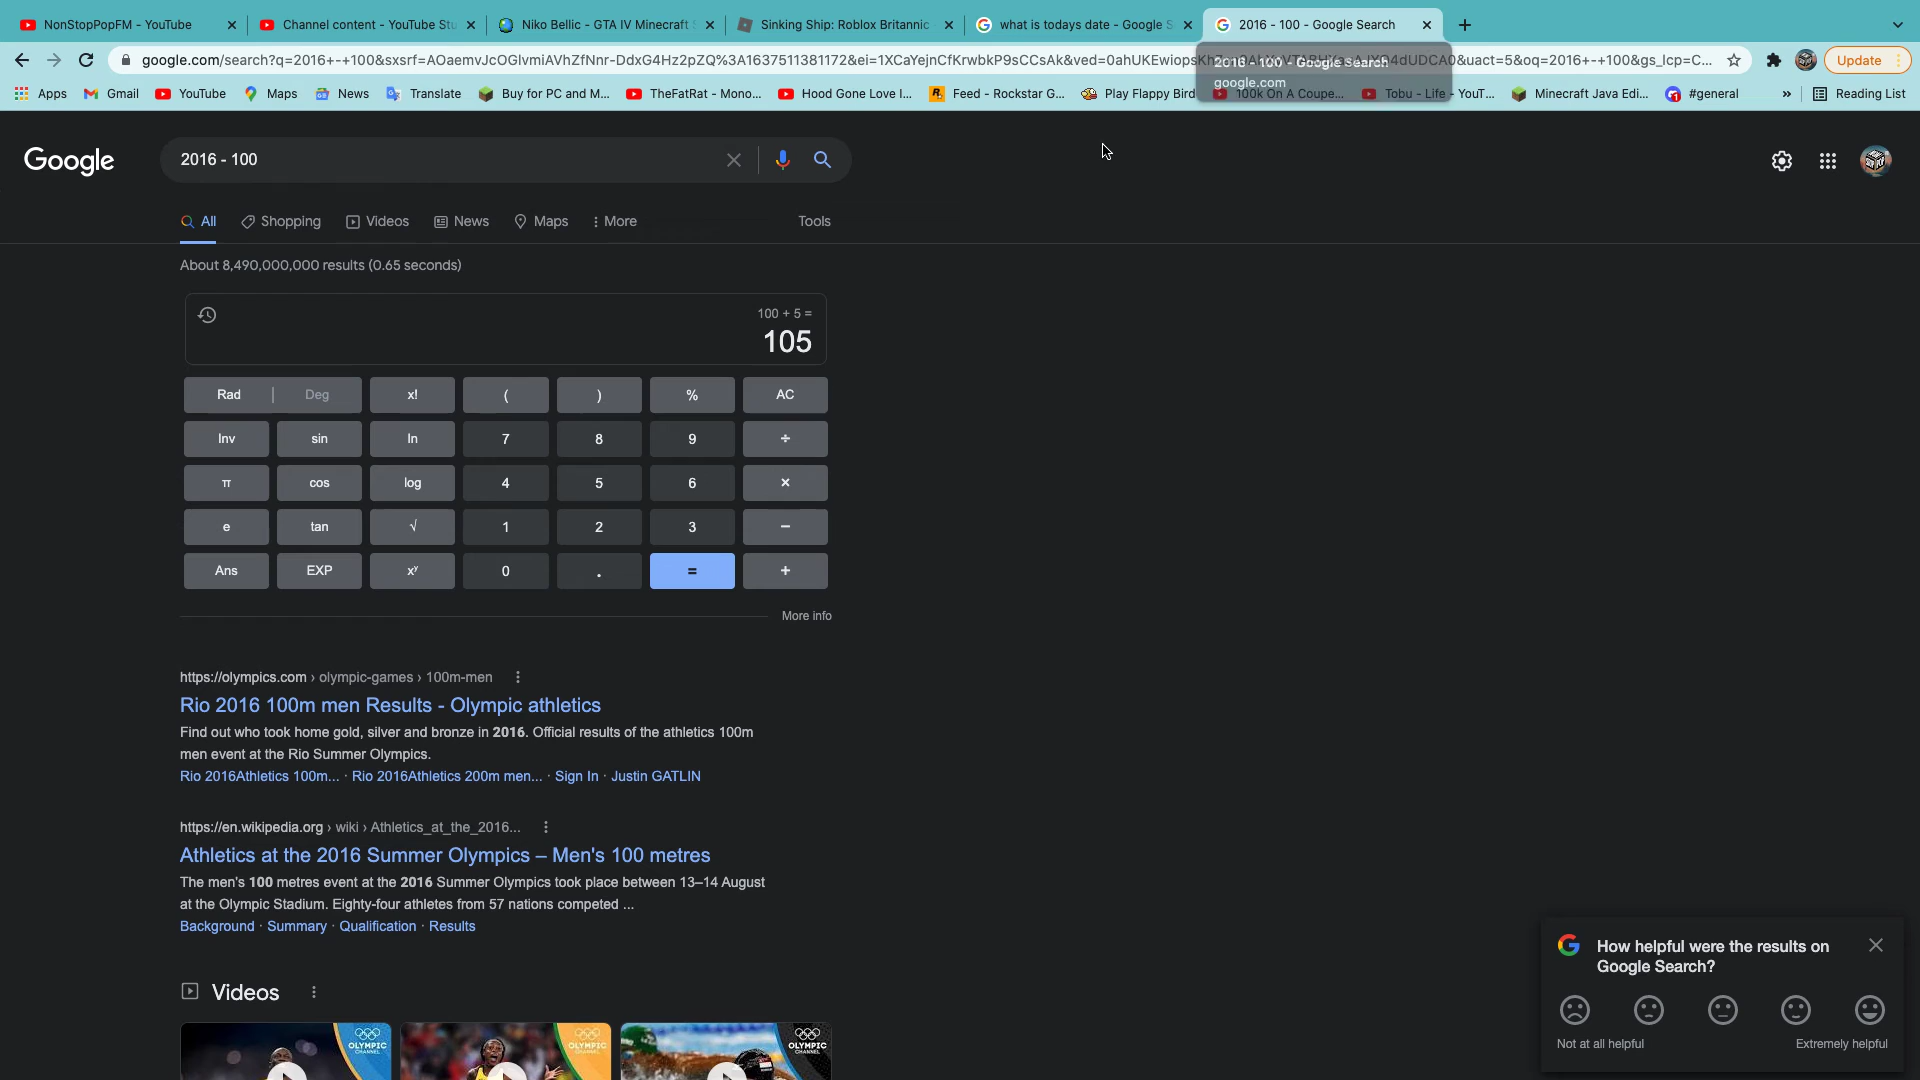 NonStopPopFM - YouTube
Channel content - YouTube Stu
Niko Bellic - GTA IV Minecraft S
Sinking Ship: Roblox Britannic
what is todays date - Google S
2016 - 100 - Google Search
google.com/search?q=2016+-+100&sxsrf=AOaemvJcOGIvmiAVhZfNnr-DdxG4Hz2pZQ%3A1637511381172&ei=1XCaYejnCfKrwbkP9sCCsAk&ved=0ahUKEwiopsK
4dUDCA0&uact=5&oq=2016+-+100&gs_lcp=C...
Update
2016 - 100 - Google Search
google.com
Apps
Gmail
YouTube
Maps
News
Translate
Buy for PC and M...
TheFatRat - Mono...
Hood Gone Love I...
Feed - Rockstar G...
Play Flappy Bird
100k On A Coupe...
Tobu - Life - YouT...
Minecraft Java Edi...
#general
»
Reading List
Google
2016 - 100
All
Shopping
Videos
News
Maps
More
Tools
About 8,490,000,000 results (0.65 seconds)
100 + 5 =
105
Rad | Deg x! ( ) % AC
Inv sin ln 7 8 9 ÷
π cos log 4 5 6 ×
e tan √ 1 2 3 −
Ans EXP xʸ 0 . = +
More info
https://olympics.com › olympic-games › 100m-men
Rio 2016 100m men Results - Olympic athletics
Find out who took home gold, silver and bronze in 2016. Official results of the athletics 100m
men event at the Rio Summer Olympics.
Rio 2016Athletics 100m... · Rio 2016Athletics 200m men... · Sign In · Justin GATLIN
https://en.wikipedia.org › wiki › Athletics_at_the_2016...
Athletics at the 2016 Summer Olympics – Men's 100 metres
The men's 100 metres event at the 2016 Summer Olympics took place between 13–14 August
at the Olympic Stadium. Eighty-four athletes from 57 nations competed ...
Background · Summary · Qualification · Results
Videos
OLYMPIC
CHANNEL
OLYMPIC
CHANNEL
OLYMPIC
CHANNEL
How helpful were the results on
Google Search?
Not at all helpful
Extremely helpful